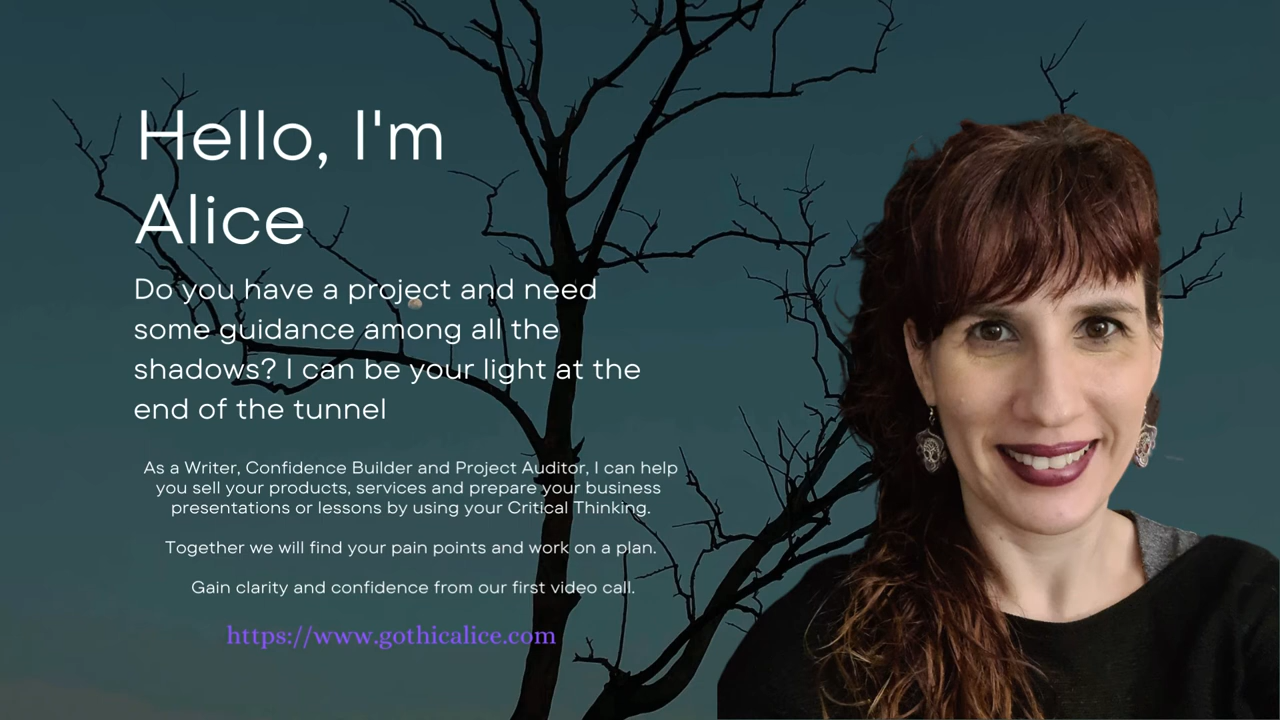 Hello, I'm
Alice
Do you have a project and need
some guidance among all the
shadows? I can be your light at the
end of the tunnel
As a Writer, Confidence Builder and Project Auditor, I can help
you sell your products, services and prepare your business
presentations or lessons by using your Critical Thinking.
Together we will find your pain points and work on a plan.
Gain clarity and confidence from our first video call.
https://www.gothicalice.com